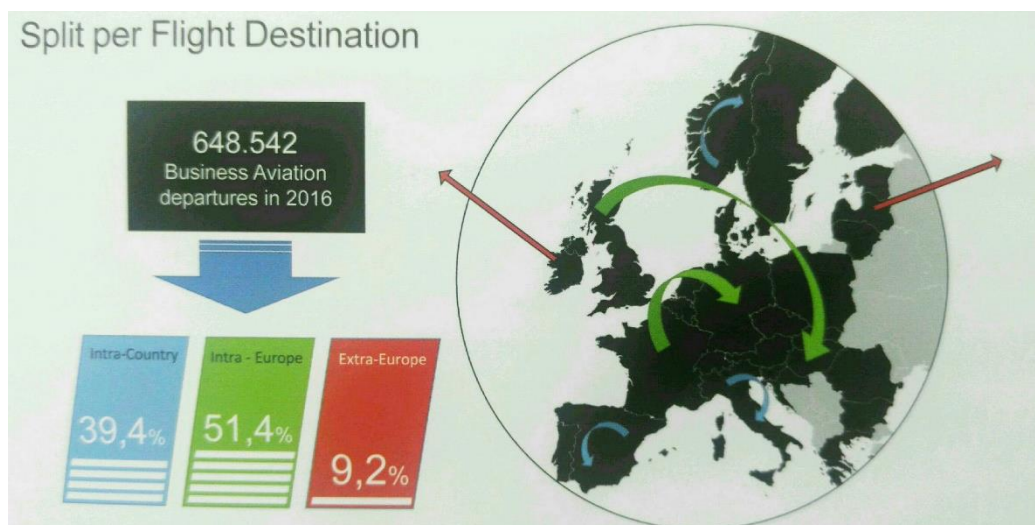 Split per Flight Destination
648.542
Business Aviation
departures in 2016
Intra-Country
Intra - Europe
Extra-Europe
39,4%
51,4%
9,2%